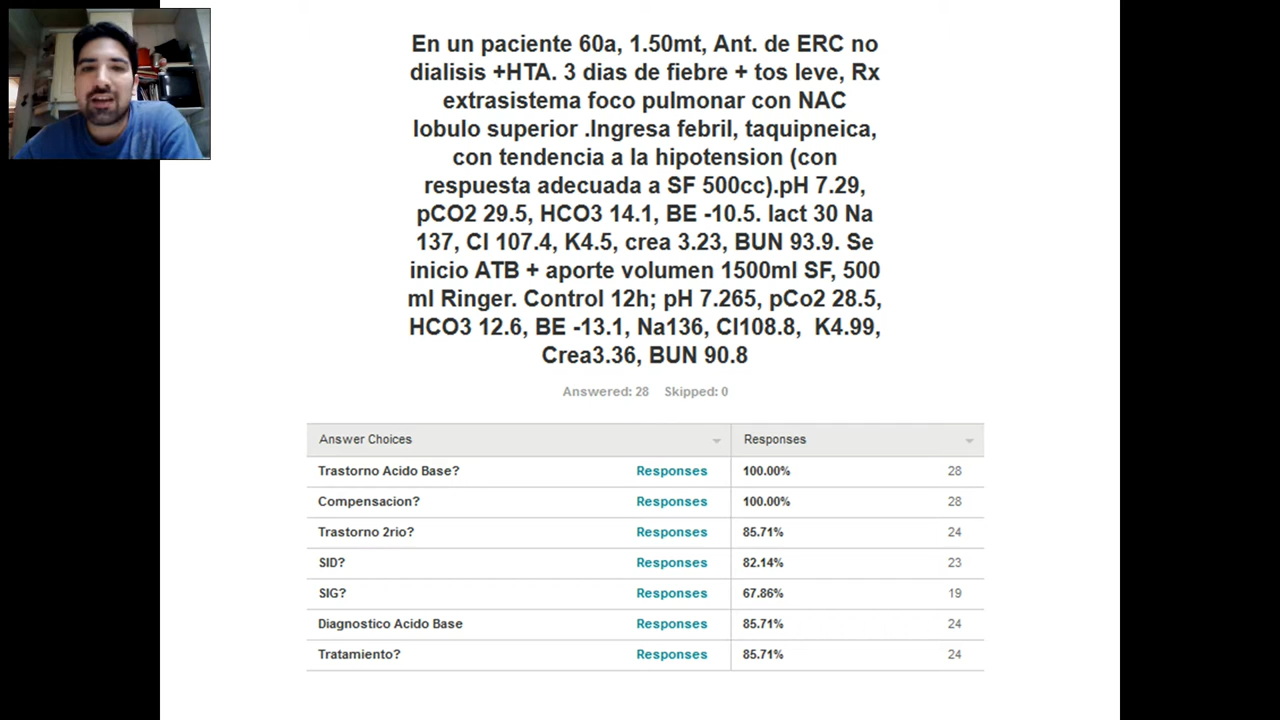 En un paciente 60a, 1.50mt, Ant. de ERC no
dialisis +HTA. 3 dias de fiebre + tos leve, Rx
extrasistema foco pulmonar con NAC
lobulo superior .Ingresa febril, taquipneica,
con tendencia a la hipotension (con
respuesta adecuada a SF 500cc).pH 7.29,
pCO2 29.5, HCO3 14.1, BE -10.5. lact 30 Na
137, Cl 107.4, K4.5, crea 3.23, BUN 93.9. Se
inicio ATB + aporte volumen 1500ml SF, 500
ml Ringer. Control 12h; pH 7.265, pCo2 28.5,
HCO3 12.6, BE -13.1, Na136, Cl108.8, K4.99,
Crea3.36, BUN 90.8
Answered: 28 Skipped: 0
Answer Choices Responses
Trastorno Acido Base? Responses 100.00% 28
Compensacion? Responses 100.00% 28
Trastorno 2rio? Responses 85.71% 24
SID? Responses 82.14% 23
SIG? Responses 67.86% 19
Diagnostico Acido Base Responses 85.71% 24
Tratamiento? Responses 85.71% 24